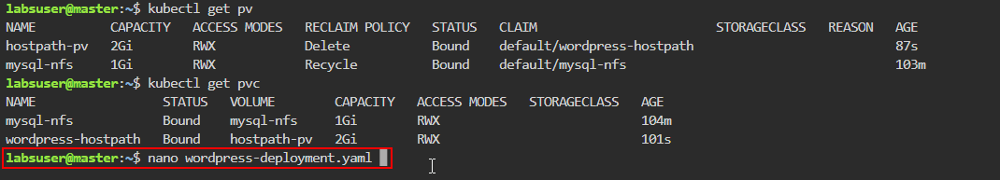 labsuser@master:~$ kubectl get pv
NAME CAPACITY ACCESS MODES RECLAIM POLICY STATUS CLAIM STORAGECLASS REASON AGE
hostpath-pv 2Gi RWX Delete Bound default/wordpress-hostpath 87s
mysql-nfs 1Gi RWX Recycle Bound default/mysql-nfs 103m
labsuser@master:~$ kubectl get pvc
NAME STATUS VOLUME CAPACITY ACCESS MODES STORAGECLASS AGE
mysql-nfs Bound mysql-nfs 1Gi RWX 104m
wordpress-hostpath Bound hostpath-pv 2Gi RWX 101s
labsuser@master:~$ nano wordpress-deployment.yaml